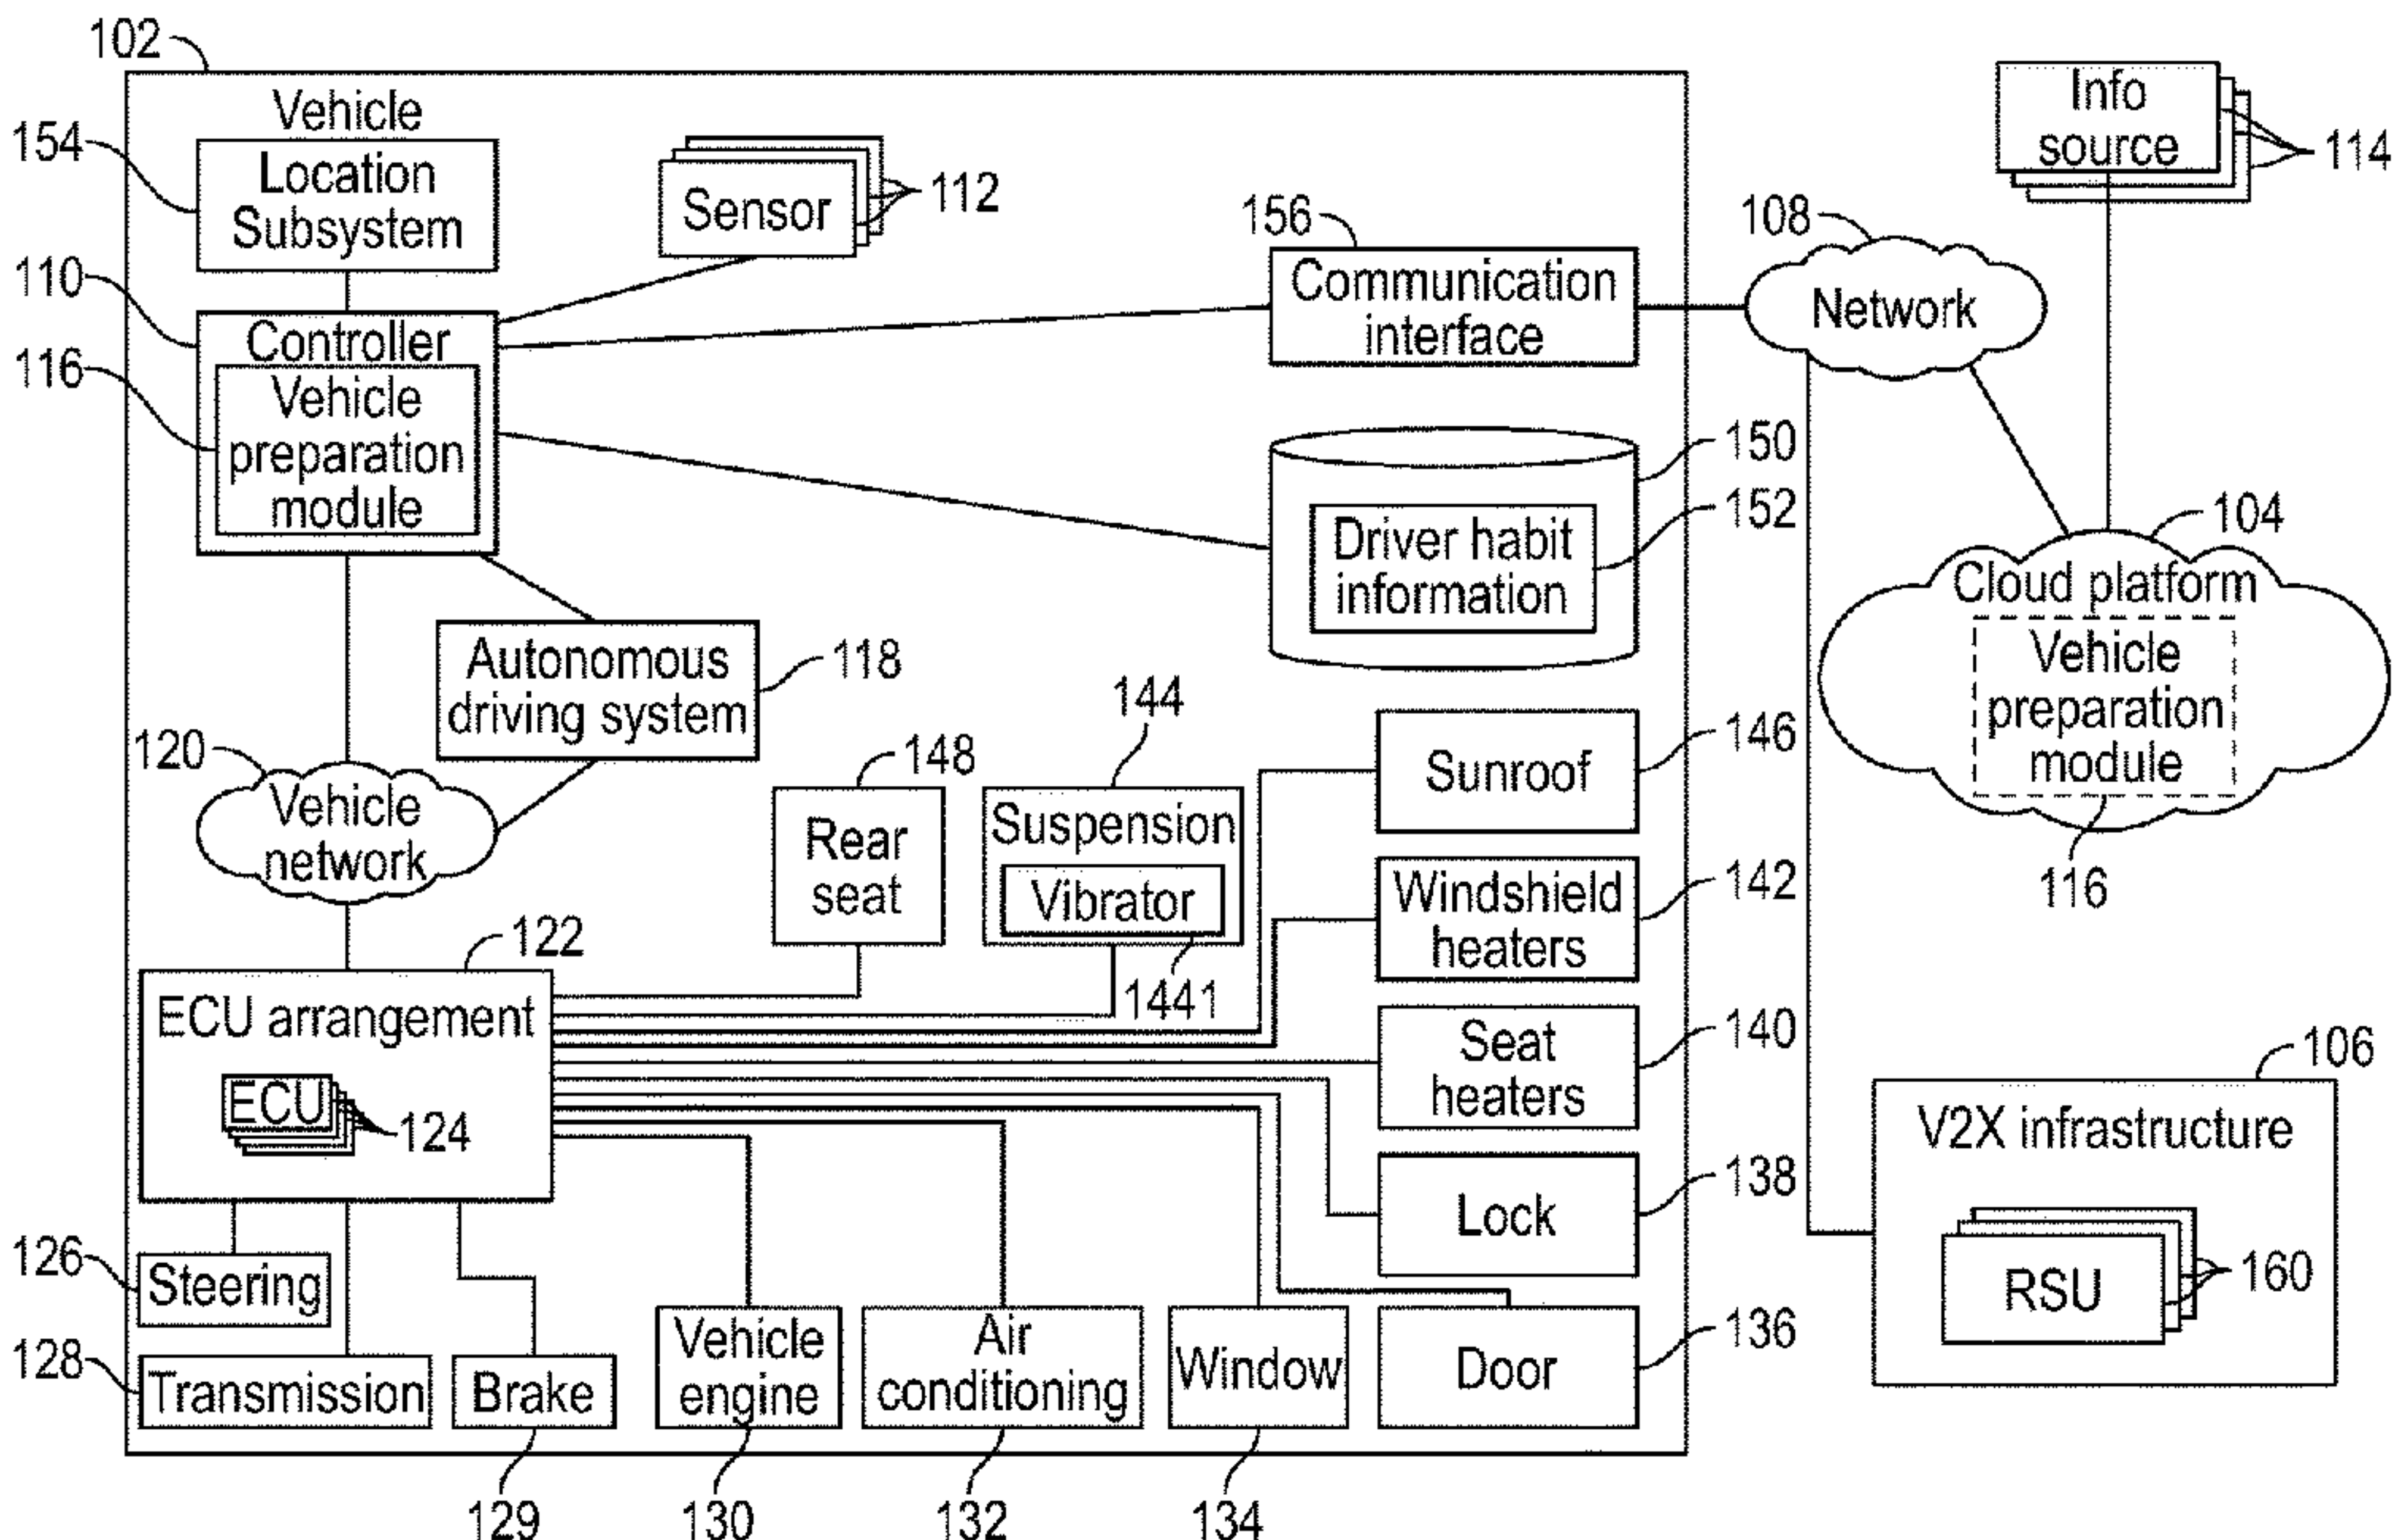 102
Vehicle
154
Location
Subsystem
Sensor
112
110
Controller
116
Vehicle
preparation
module
156
Communication
interface
108
Network
Info
source
114
150
152
Driver habit
information
104
Cloud platform
Vehicle
preparation
module
116
Autonomous
driving system
118
120
Vehicle
network
148
Rear
seat
144
Suspension
Vibrator
1441
Sunroof
146
Windshield
heaters
142
122
ECU arrangement
ECU
124
Seat
heaters
140
Lock
138
106
V2X infrastructure
RSU
160
126
Steering
128
Transmission
Brake
129
Vehicle
engine
130
Air
conditioning
132
Window
134
Door
136